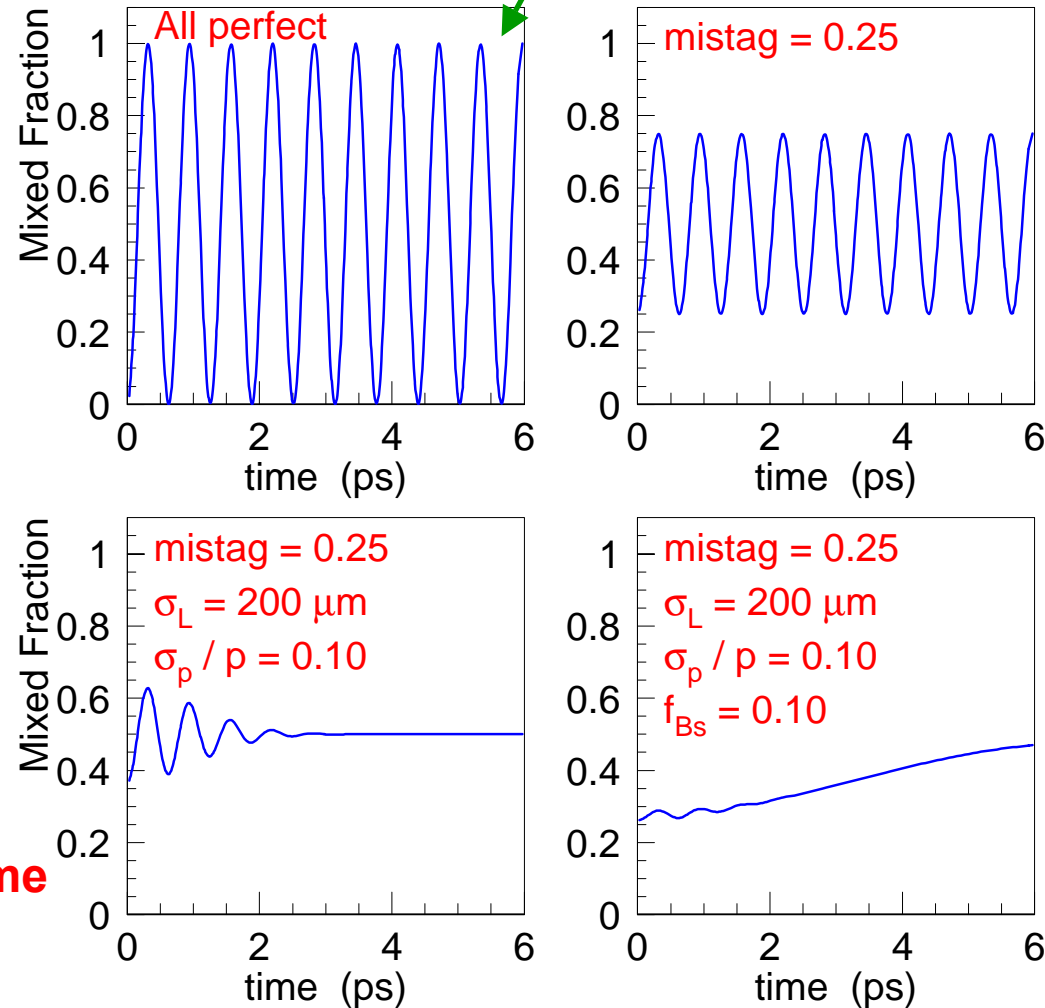 All perfect
Mixed Fraction
1
0.8
0.6
0.4
0.2
0
0 2 4 6
time (ps)
mistag = 0.25
1
0.8
0.6
0.4
0.2
0
0 2 4 6
time (ps)
mistag = 0.25
σL = 200 μm
σp / p = 0.10
Mixed Fraction
1
0.8
0.6
0.4
0.2
0
0 2 4 6
time (ps)
mistag = 0.25
σL = 200 μm
σp / p = 0.10
fBs = 0.10
1
0.8
0.6
0.4
0.2
0
0 2 4 6
time (ps)